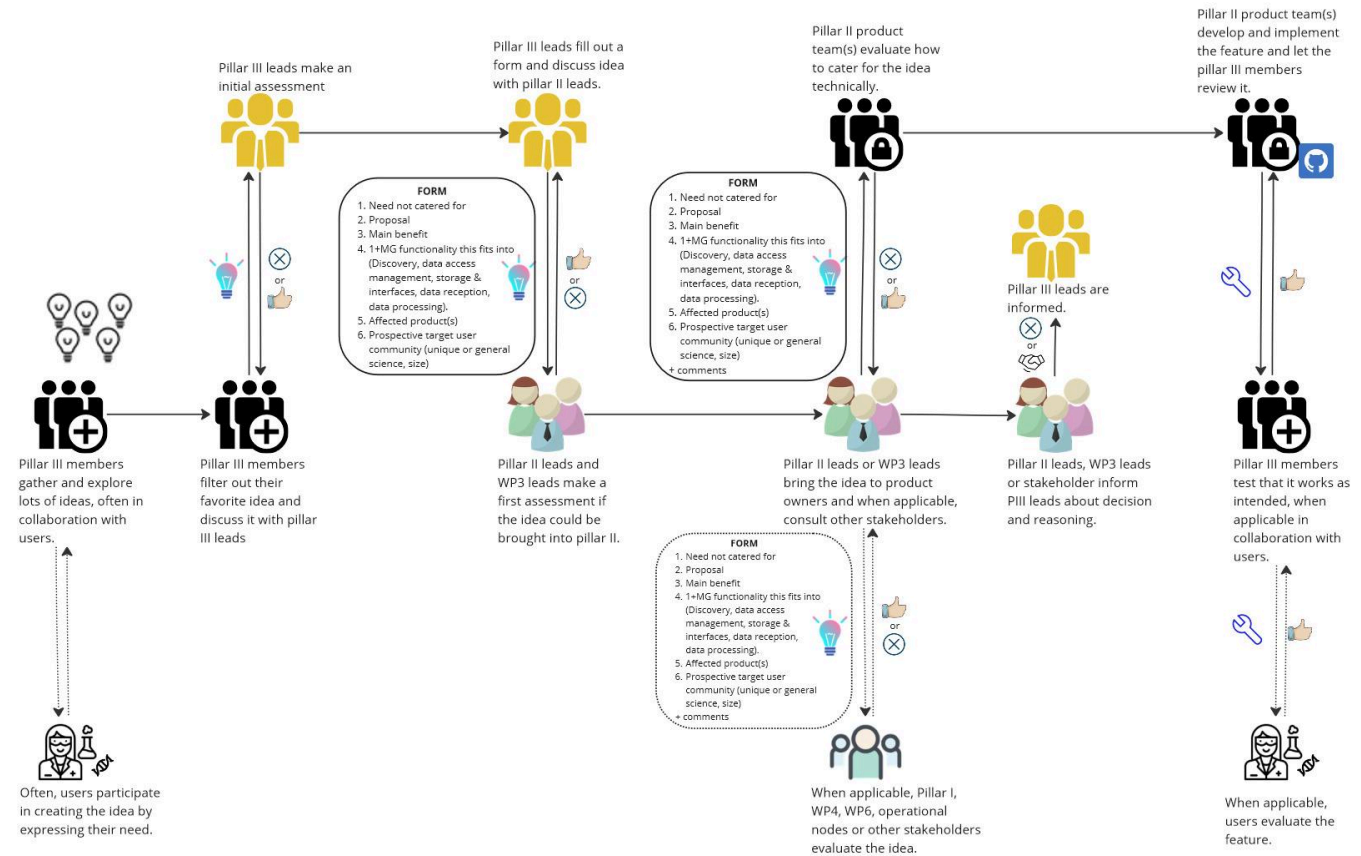 Pillar III leads make an
initial assessment
Pillar III leads fill out a
form and discuss idea
with pillar II leads.
Pillar II product
team(s) evaluate how
to cater for the idea
technically.
Pillar II product team(s)
develop and implement
the feature and let the
pillar III members
review it.
FORM
1. Need not catered for
2. Proposal
3. Main benefit
4. 1+MG functionality this fits into
(Discovery, data access
management, storage &
interfaces, data reception,
data processing).
5. Affected product(s)
6. Prospective target user
community (unique or general
science, size)
FORM
1. Need not catered for
2. Proposal
3. Main benefit
4. 1+MG functionality this fits into
(Discovery, data access
management, storage &
interfaces, data reception,
data processing).
5. Affected product(s)
6. Prospective target user
community (unique or general
science, size)
+ comments
or
or
or
Pillar III leads are
informed.
or
Pillar III members
gather and explore
lots of ideas, often in
collaboration with
users.
Pillar III members
filter out their
favorite idea and
discuss it with pillar
III leads
Pillar II leads and
WP3 leads make a
first assessment if
the idea could be
brought into pillar II.
Pillar II leads or WP3 leads
bring the idea to product
owners and when applicable,
consult other stakeholders.
Pillar II leads, WP3 leads
or stakeholder inform
PIII leads about decision
and reasoning.
Pillar III members
test that it works as
intended, when
applicable in
collaboration with
users.
FORM
1. Need not catered for
2. Proposal
3. Main benefit
4. 1+MG functionality this fits into
(Discovery, data access
management, storage &
interfaces, data reception,
data processing).
5. Affected product(s)
6. Prospective target user
community (unique or general
science, size)
+ comments
or
Often, users participate
in creating the idea by
expressing their need.
When applicable, Pillar I,
WP4, WP6, operational
nodes or other stakeholders
evaluate the idea.
When applicable,
users evaluate the
feature.